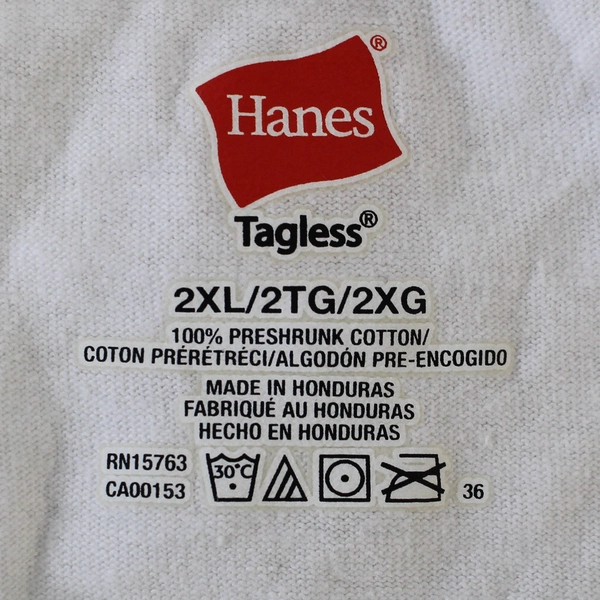 Hanes®
Tagless®
2XL/2TG/2XG
100% PRESHRUNK COTTON/
COTON PRÉRÉTRÉCI/ALGODÓN PRE-ENCOGIDO
MADE IN HONDURAS
FABRIQUÉ AU HONDURAS
HECHO EN HONDURAS
RN15763
CA00153
30°C
36